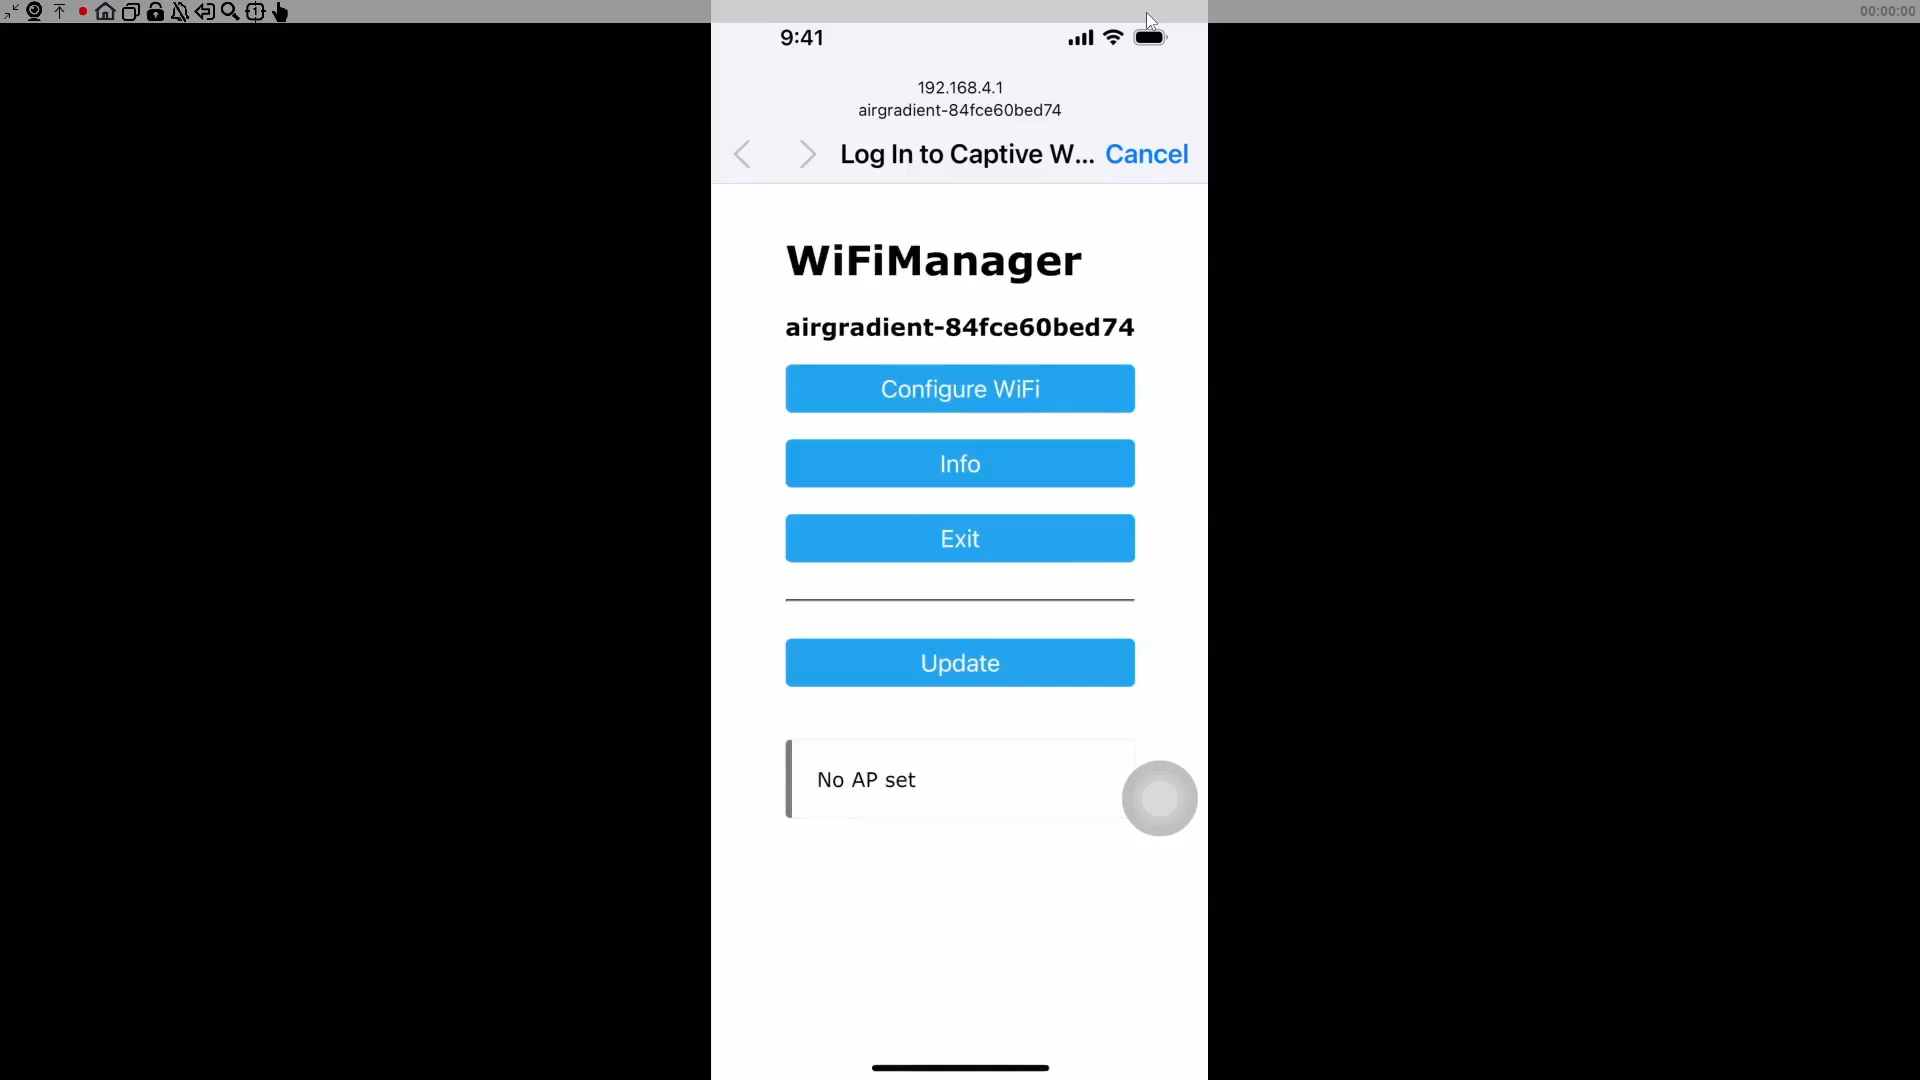 00:00:00
9:41
192.168.4.1
airgradient-84fce60bed74
Log In to Captive W... Cancel
WiFiManager
airgradient-84fce60bed74
Configure WiFi
Info
Exit
Update
No AP set